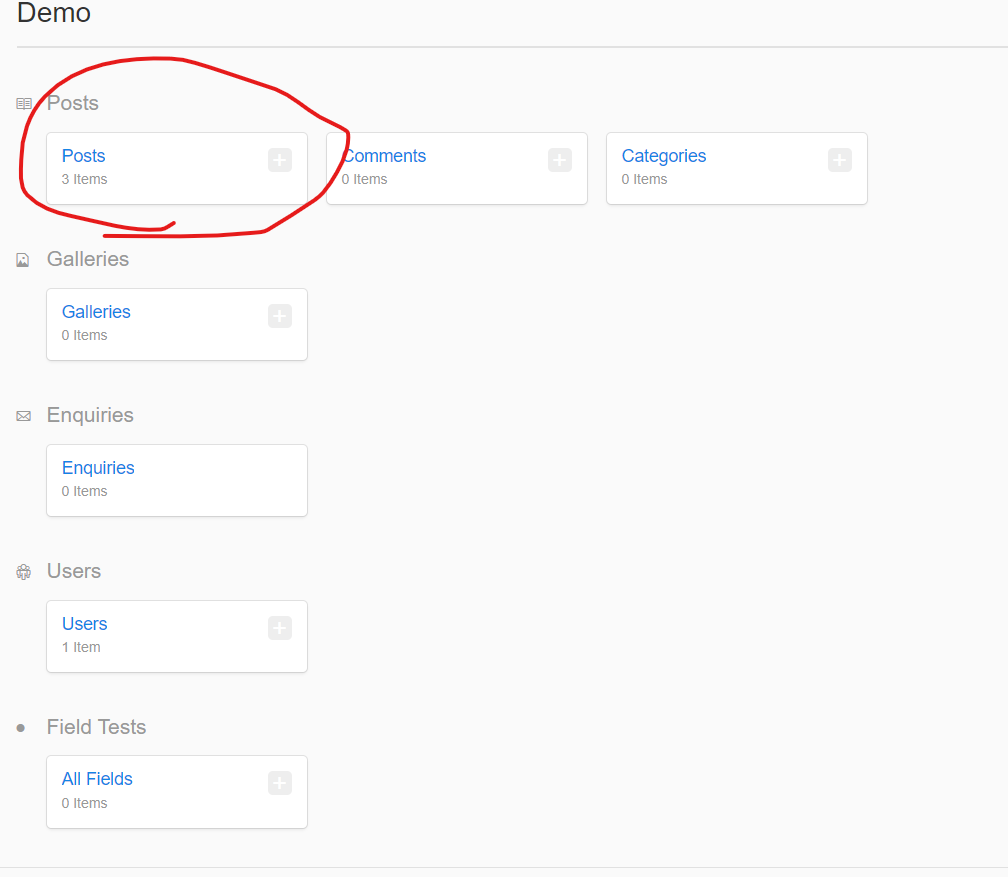 Demo
Posts
Posts
3 Items
Comments
0 Items
Categories
0 Items
Galleries
Galleries
0 Items
Enquiries
Enquiries
0 Items
Users
Users
1 Item
Field Tests
All Fields
0 Items